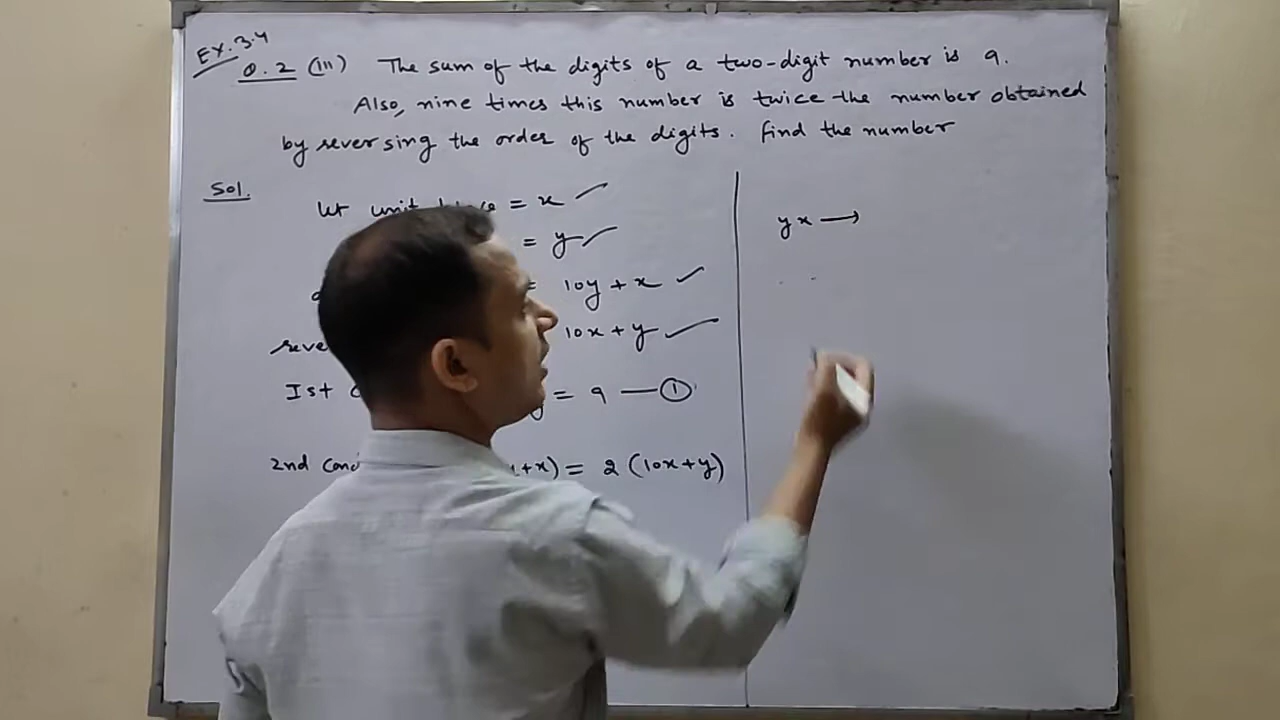 Ex. 3.4
Q. 2 (III) The sum of the digits of a two-digit number is 9.
Also, nine times this number is twice the number obtained
by reversing the order of the digits. Find the number
Sol.
let unit = x ✓
= y ✓
= 10y + x ✓
reve 10x + y ✓
Ist = 9 — ①
2nd Cond +x) = 2 (10x+y)
yx →